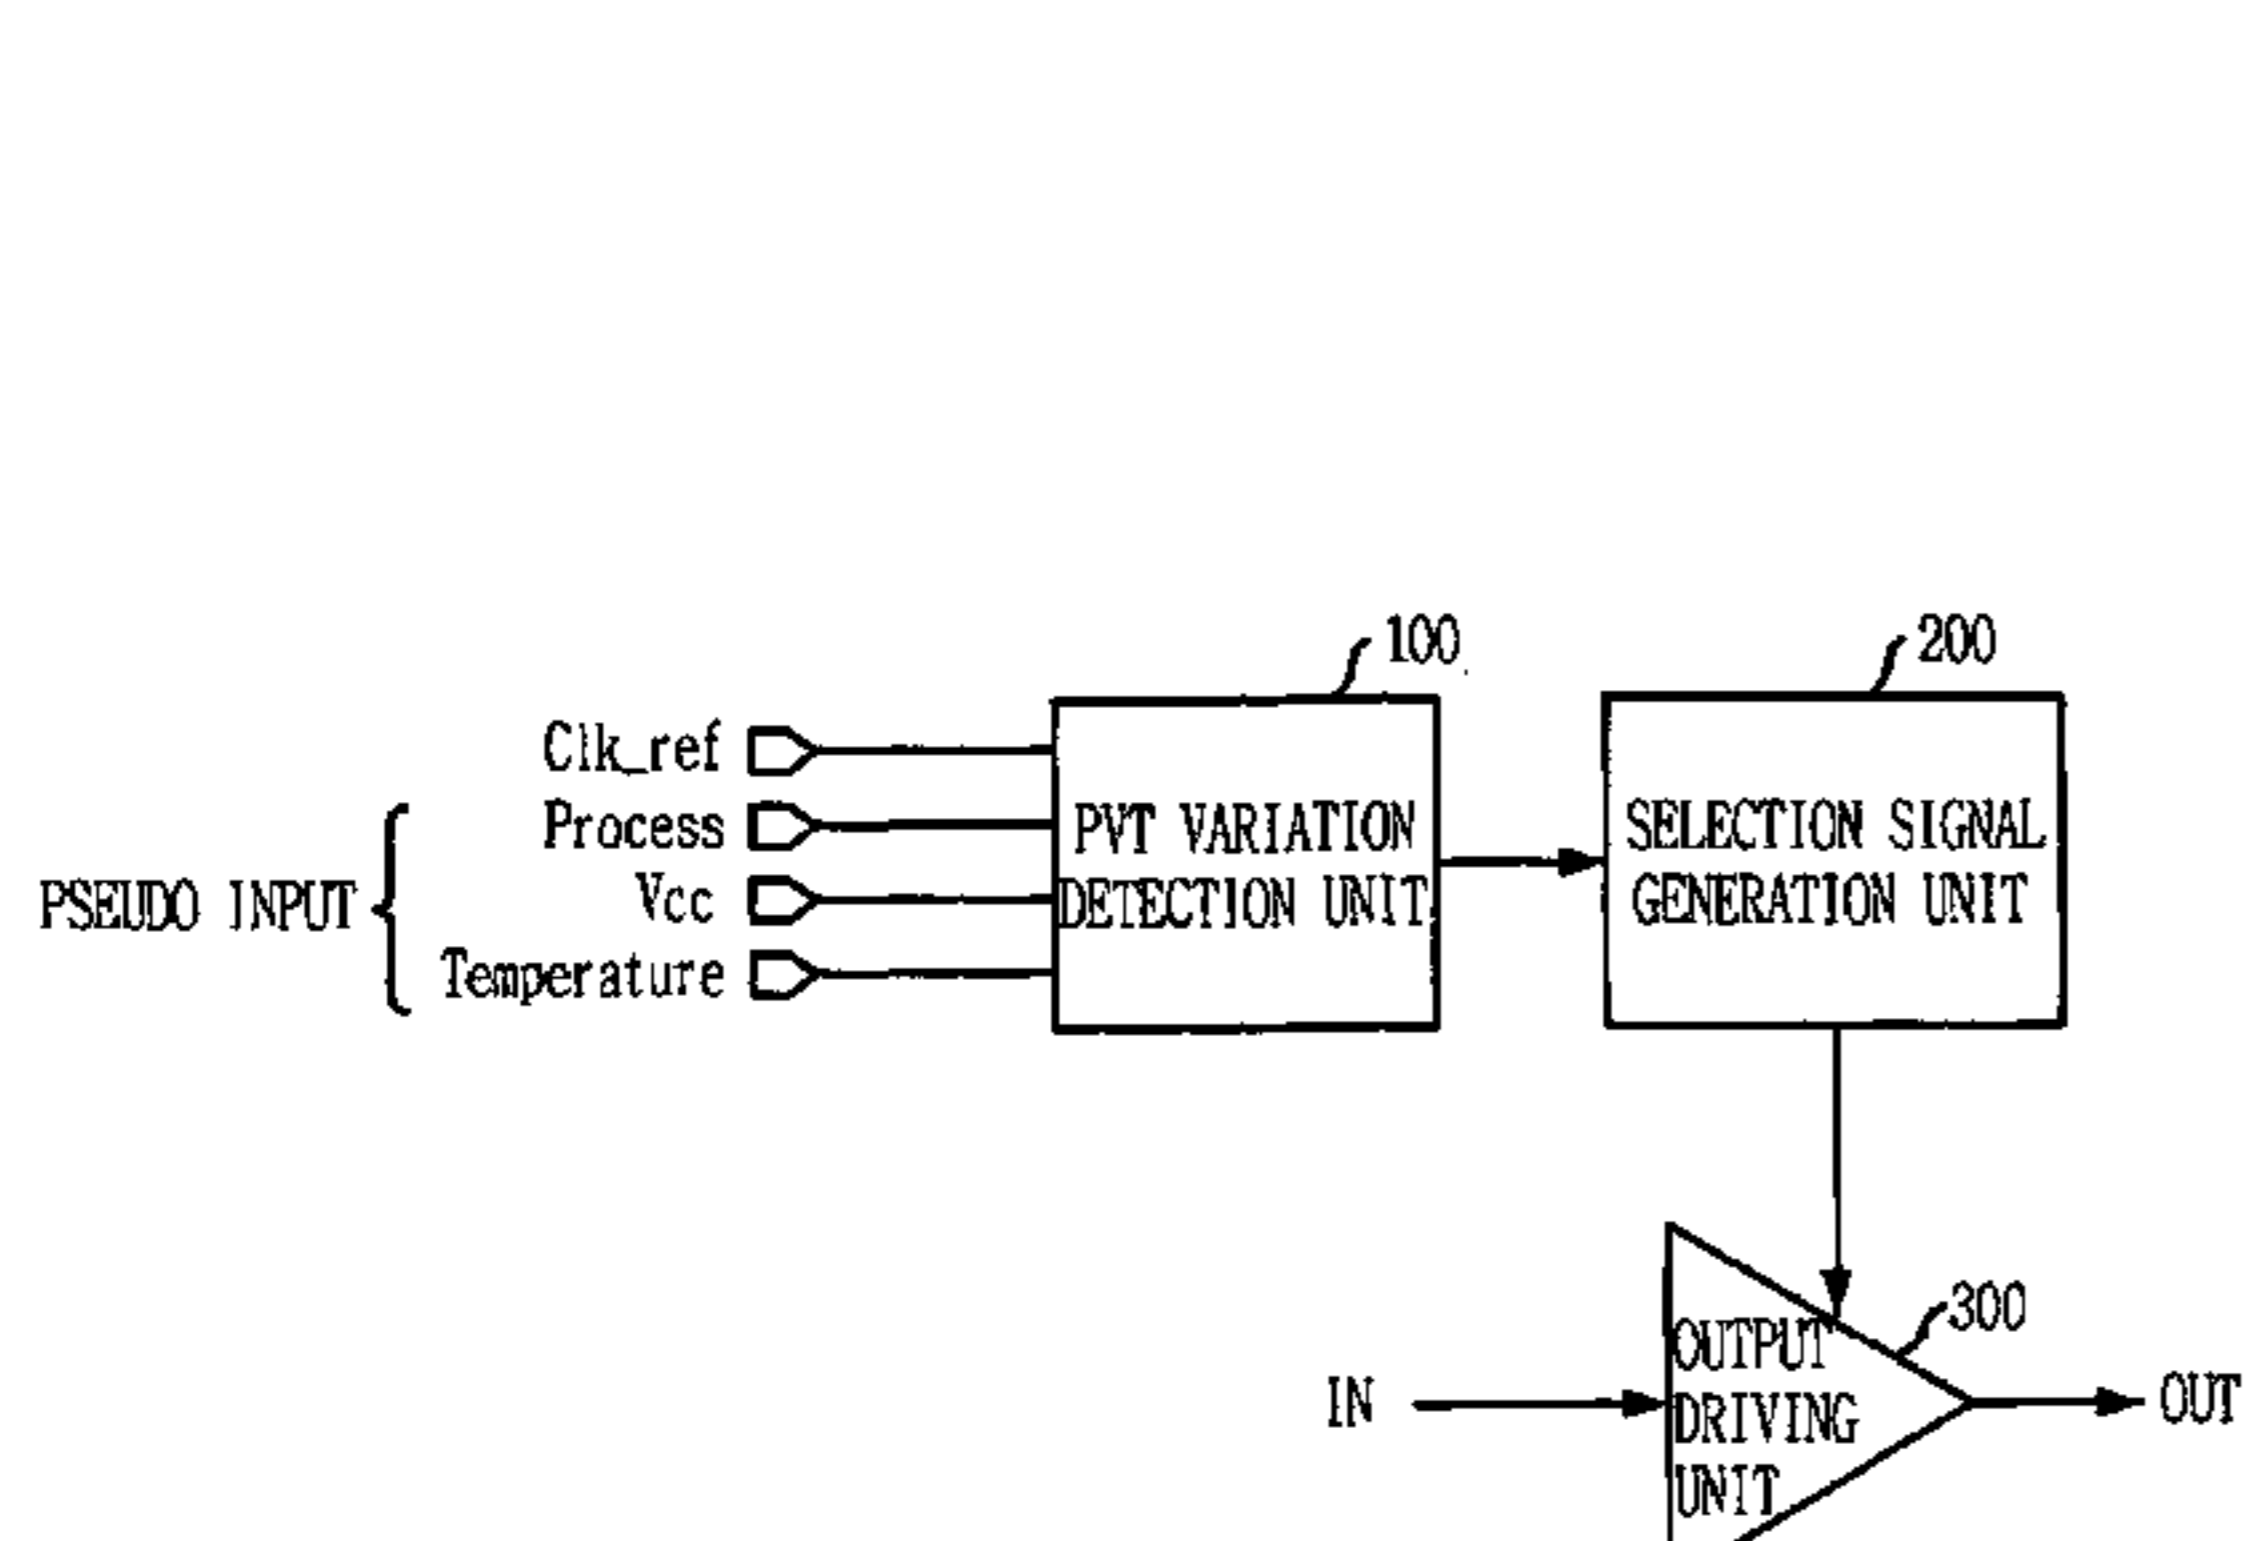 100
200
Clk_ref
Process
Vcc
Temperature
PSEUDO INPUT
PVT VARIATION
DETECTION UNIT
SELECTION SIGNAL
GENERATION UNIT
300
IN
OUTPUT
DRIVING
UNIT
OUT